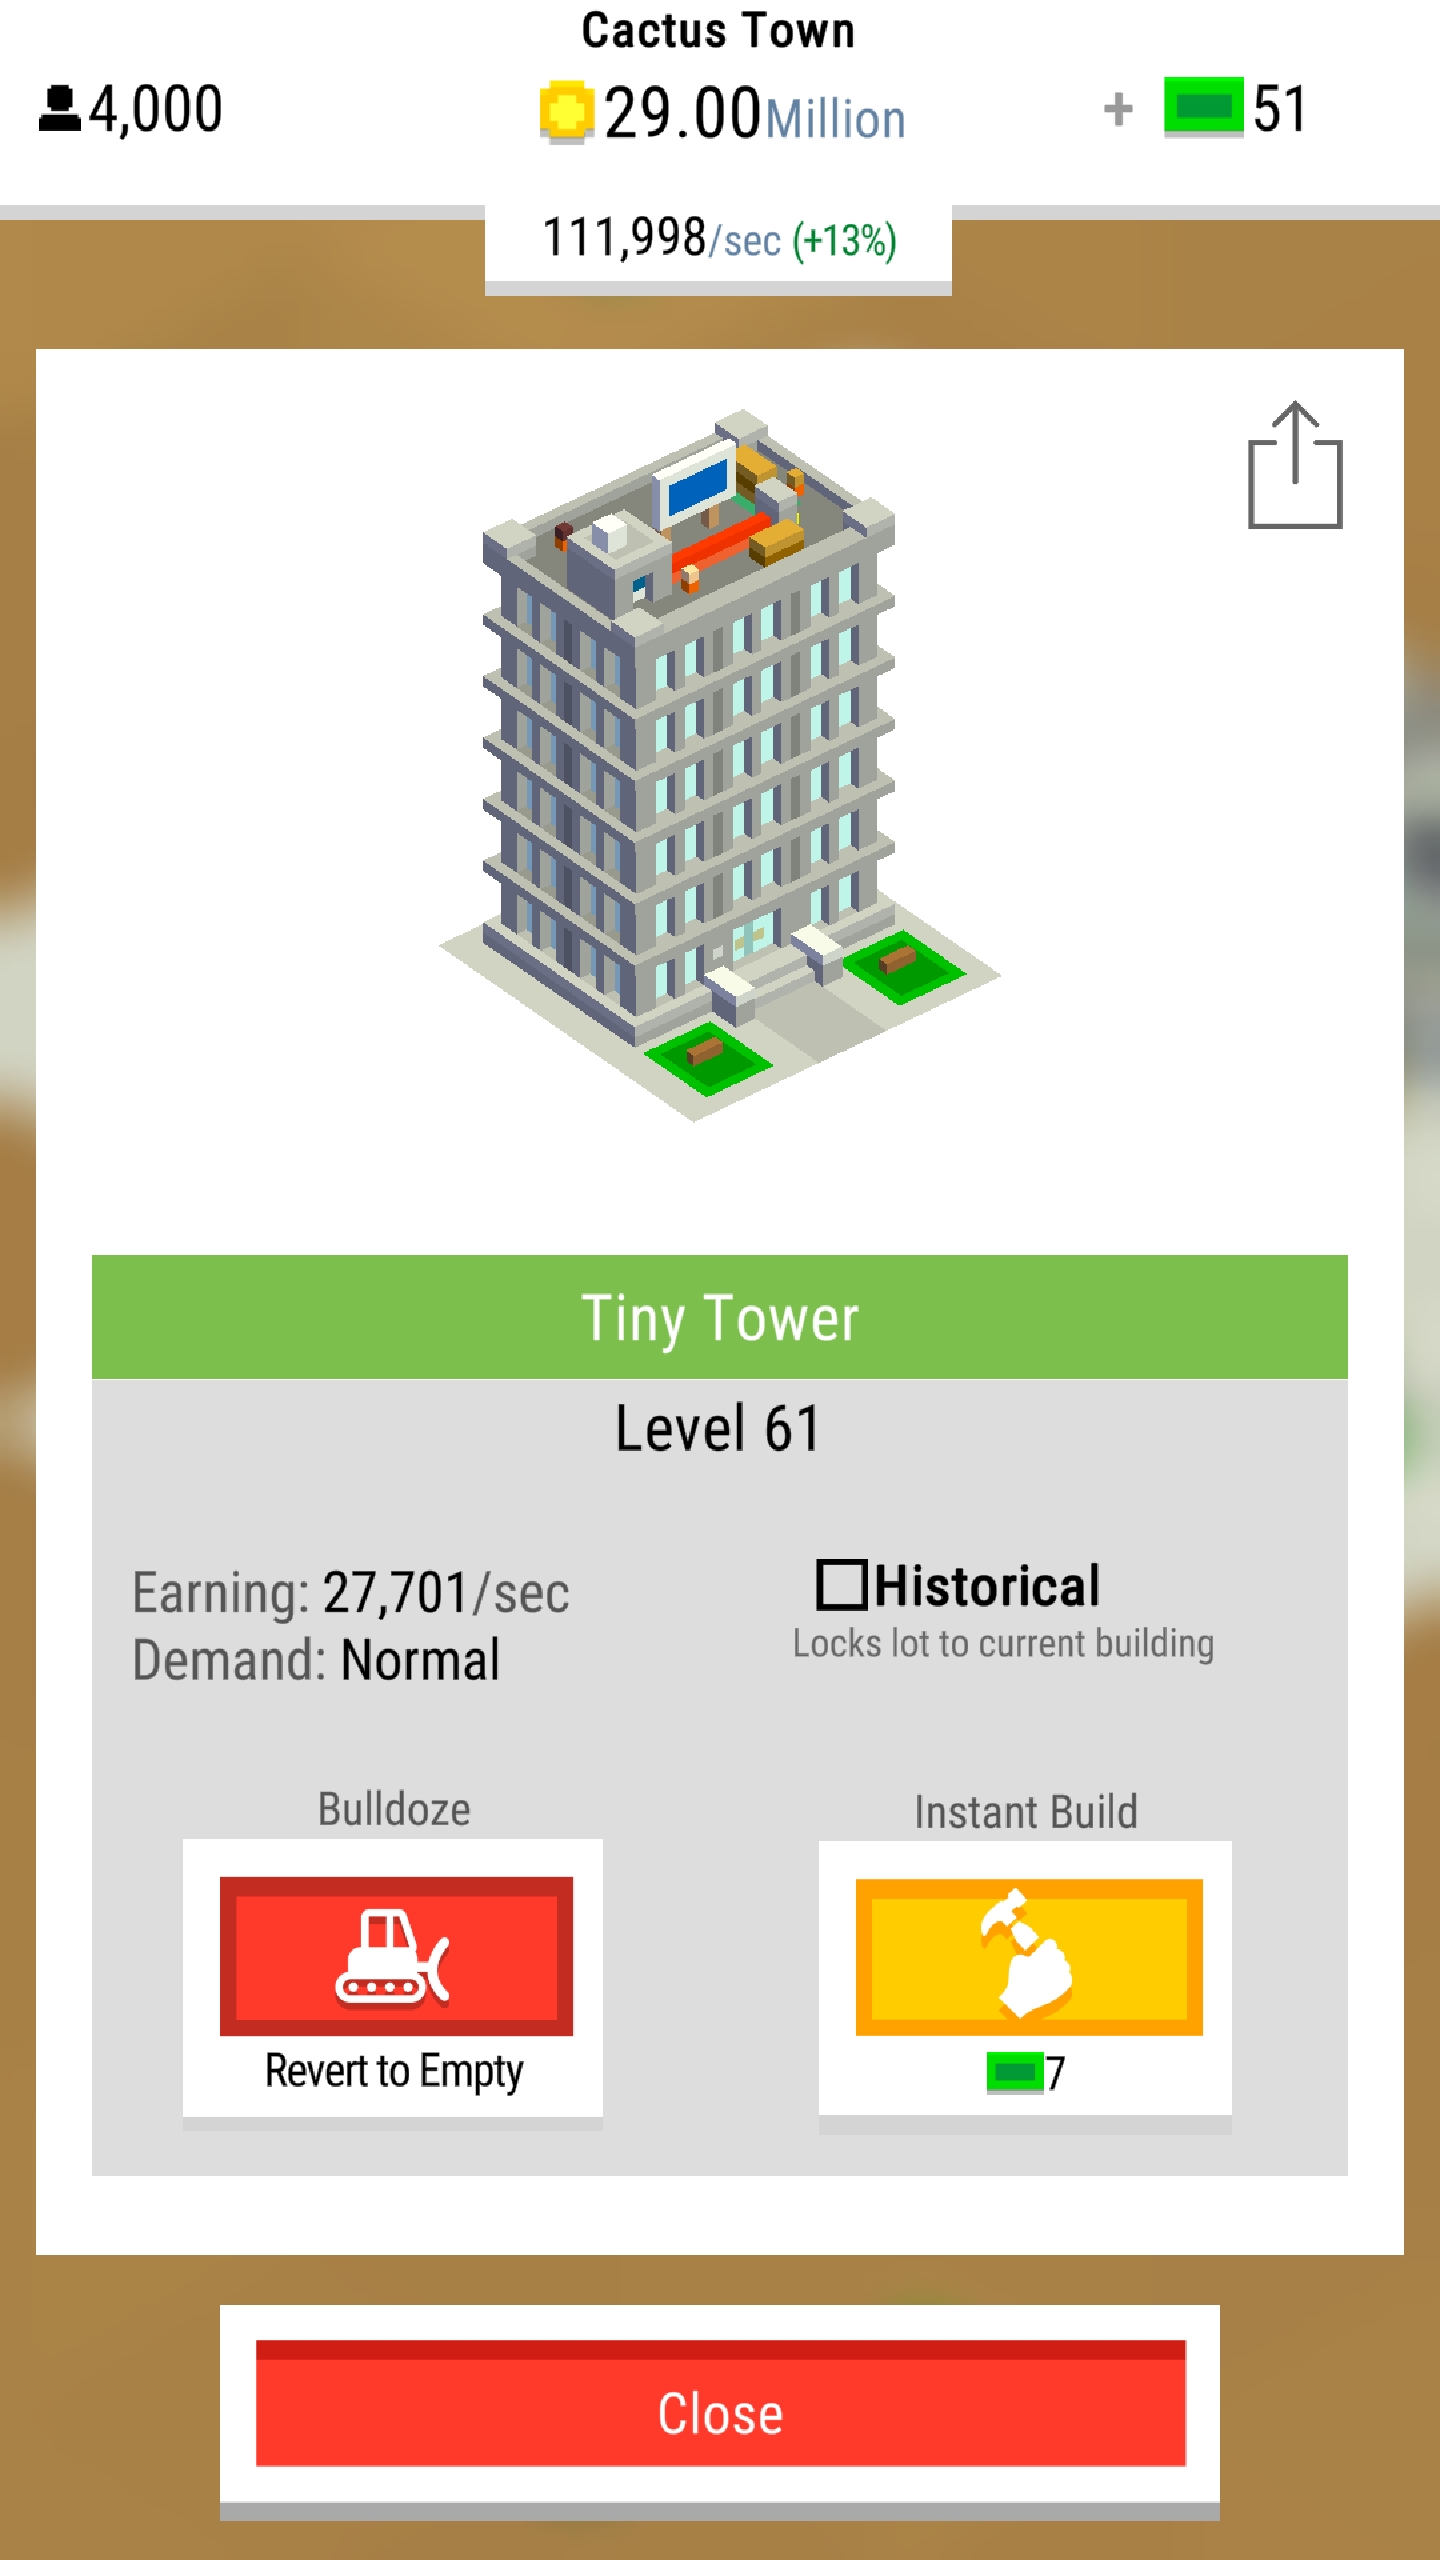 Cactus Town
4,000
29.00Million
+ 51
111,998/sec (+13%)
Tiny Tower
Level 61
Earning: 27,701/sec
Demand: Normal
Historical
Locks lot to current building
Bulldoze
Revert to Empty
Instant Build
7
Close